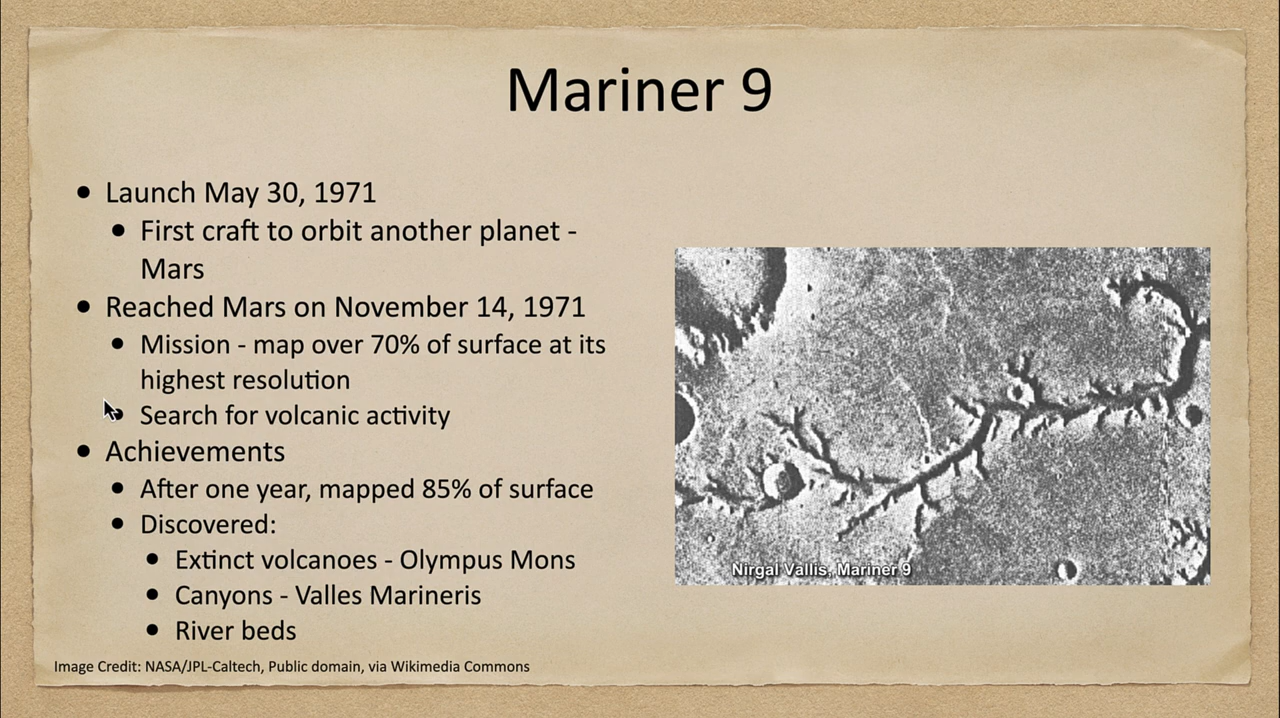 Mariner 9
• Launch May 30, 1971
• First craft to orbit another planet -
Mars
• Reached Mars on November 14, 1971
• Mission - map over 70% of surface at its
highest resolution
• Search for volcanic activity
• Achievements
• After one year, mapped 85% of surface
• Discovered:
• Extinct volcanoes - Olympus Mons
• Canyons - Valles Marineris
• River beds
Nirgal Vallis, Mariner 9
Image Credit: NASA/JPL-Caltech, Public domain, via Wikimedia Commons